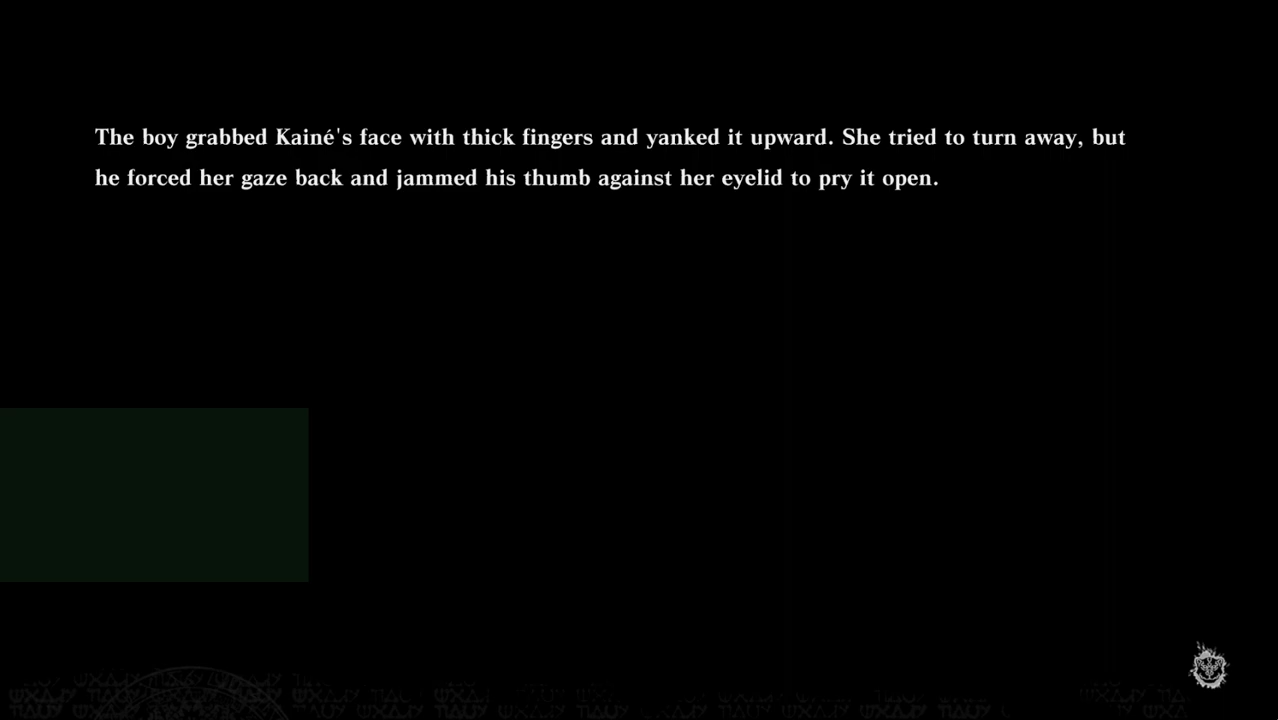 The boy grabbed Kainé's face with thick fingers and yanked it upward. She tried to turn away, but
he forced her gaze back and jammed his thumb against her eyelid to pry it open.